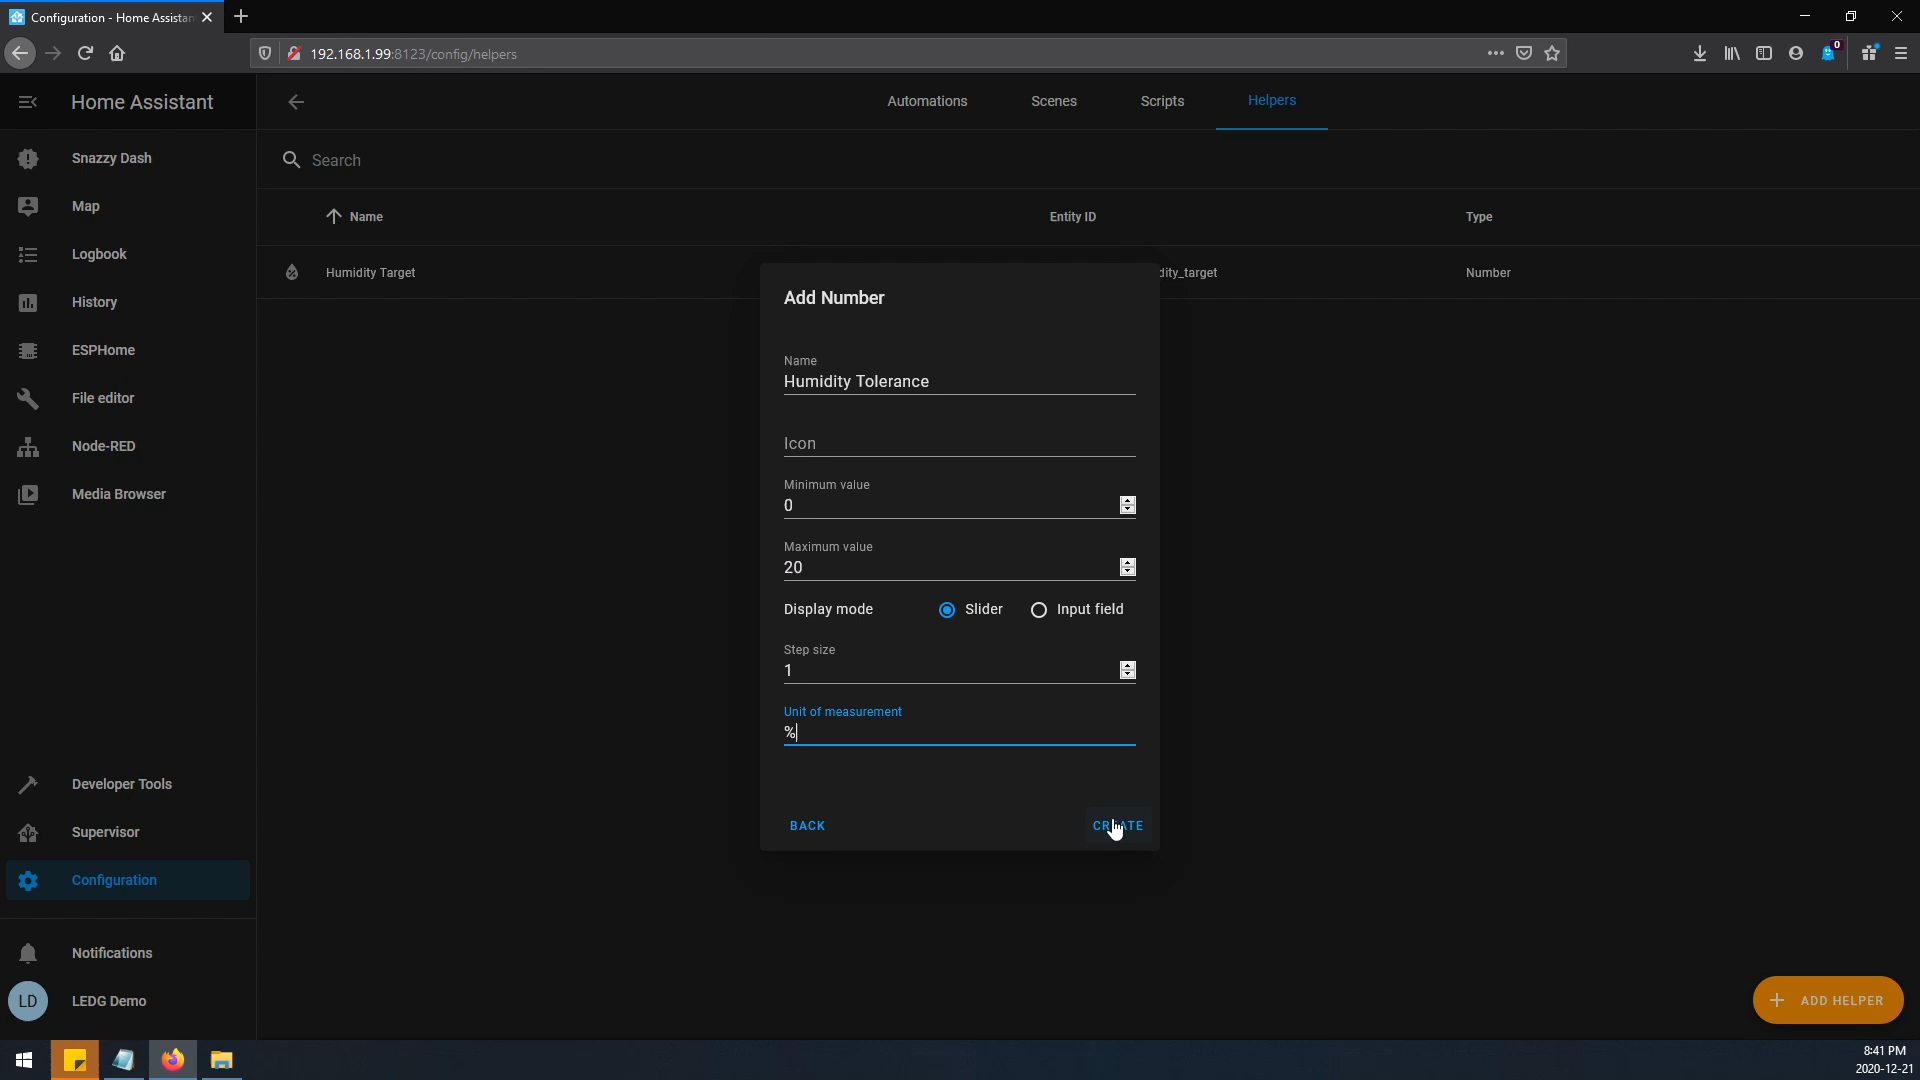 Configuration - Home Assistan
192.168.1.99:8123/config/helpers
0
Home Assistant
Automations
Scenes
Scripts
Helpers
Snazzy Dash
Map
Logbook
History
ESPHome
File editor
Node-RED
Media Browser
Developer Tools
Supervisor
Configuration
Notifications
LD
LEDG Demo
Search
Name
Entity ID
Type
Humidity Target
dity_target
Number
Add Number
Name
Humidity Tolerance
Icon
Minimum value
0
Maximum value
20
Display mode
Slider
Input field
Step size
1
Unit of measurement
%
BACK
CREATE
ADD HELPER
8:41 PM
2020-12-21